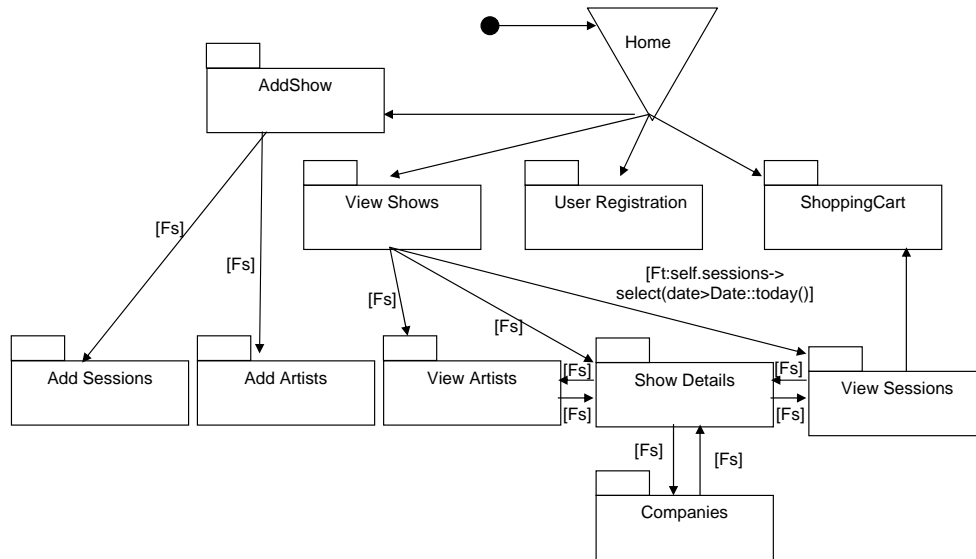 Home
AddShow
View Shows
User Registration
ShoppingCart
[Fs]
[Fs]
[Ft:self.sessions->
select(date>Date::today()]
[Fs]
[Fs]
Add Sessions
Add Artists
View Artists
[Fs]
[Fs]
Show Details
[Fs]
[Fs]
View Sessions
[Fs]
[Fs]
Companies